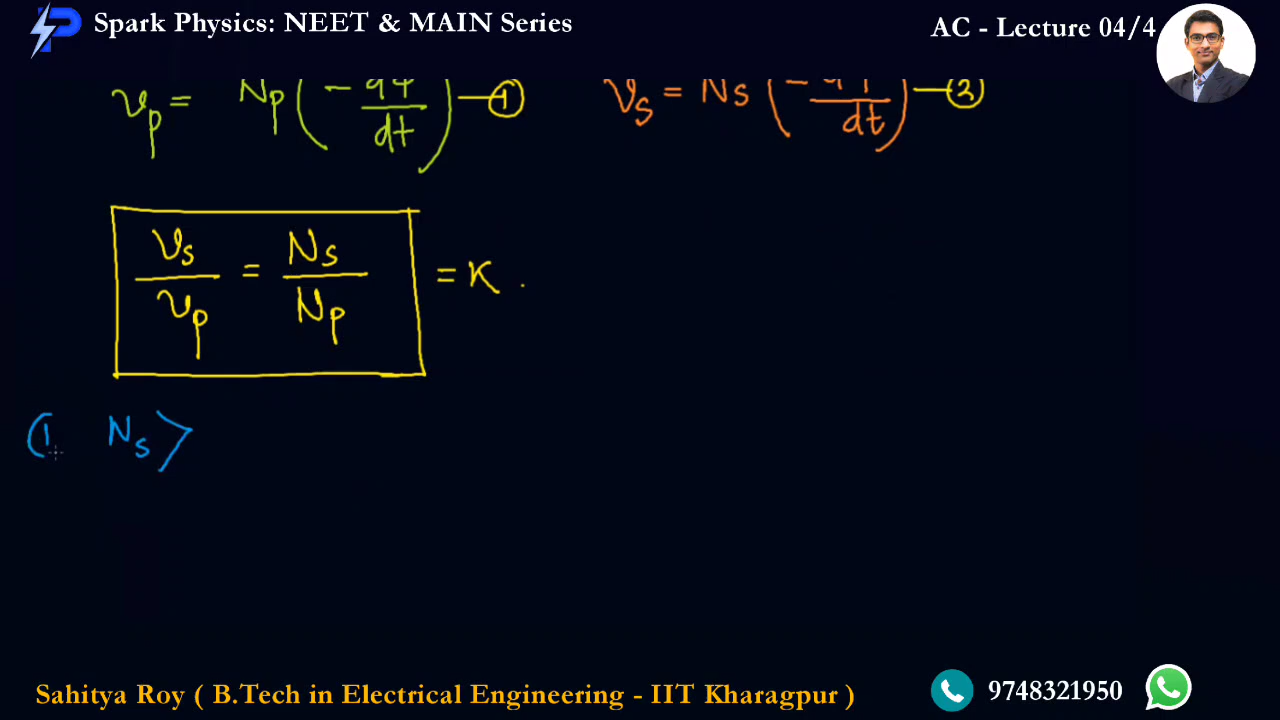 Spark Physics: NEET & MAIN Series
AC - Lecture 04/4
Vp = Np ( - dφ/dt ) — ①
Vs = Ns ( - dφ/dt ) — ②
Vs/Vp = Ns/Np = K .
(1. Ns >
Sahitya Roy ( B.Tech in Electrical Engineering - IIT Kharagpur )
9748321950